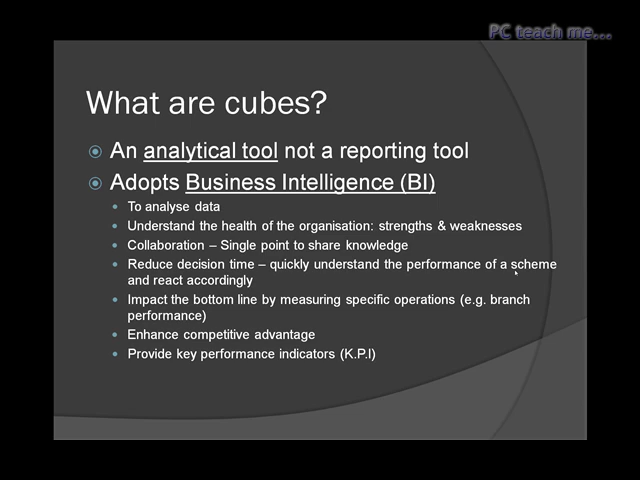 PC teach me...
What are cubes?
An analytical tool not a reporting tool
Adopts Business Intelligence (BI)
To analyse data
Understand the health of the organisation: strengths & weaknesses
Collaboration – Single point to share knowledge
Reduce decision time – quickly understand the performance of a scheme
and react accordingly
Impact the bottom line by measuring specific operations (e.g. branch
performance)
Enhance competitive advantage
Provide key performance indicators (K.P.I)